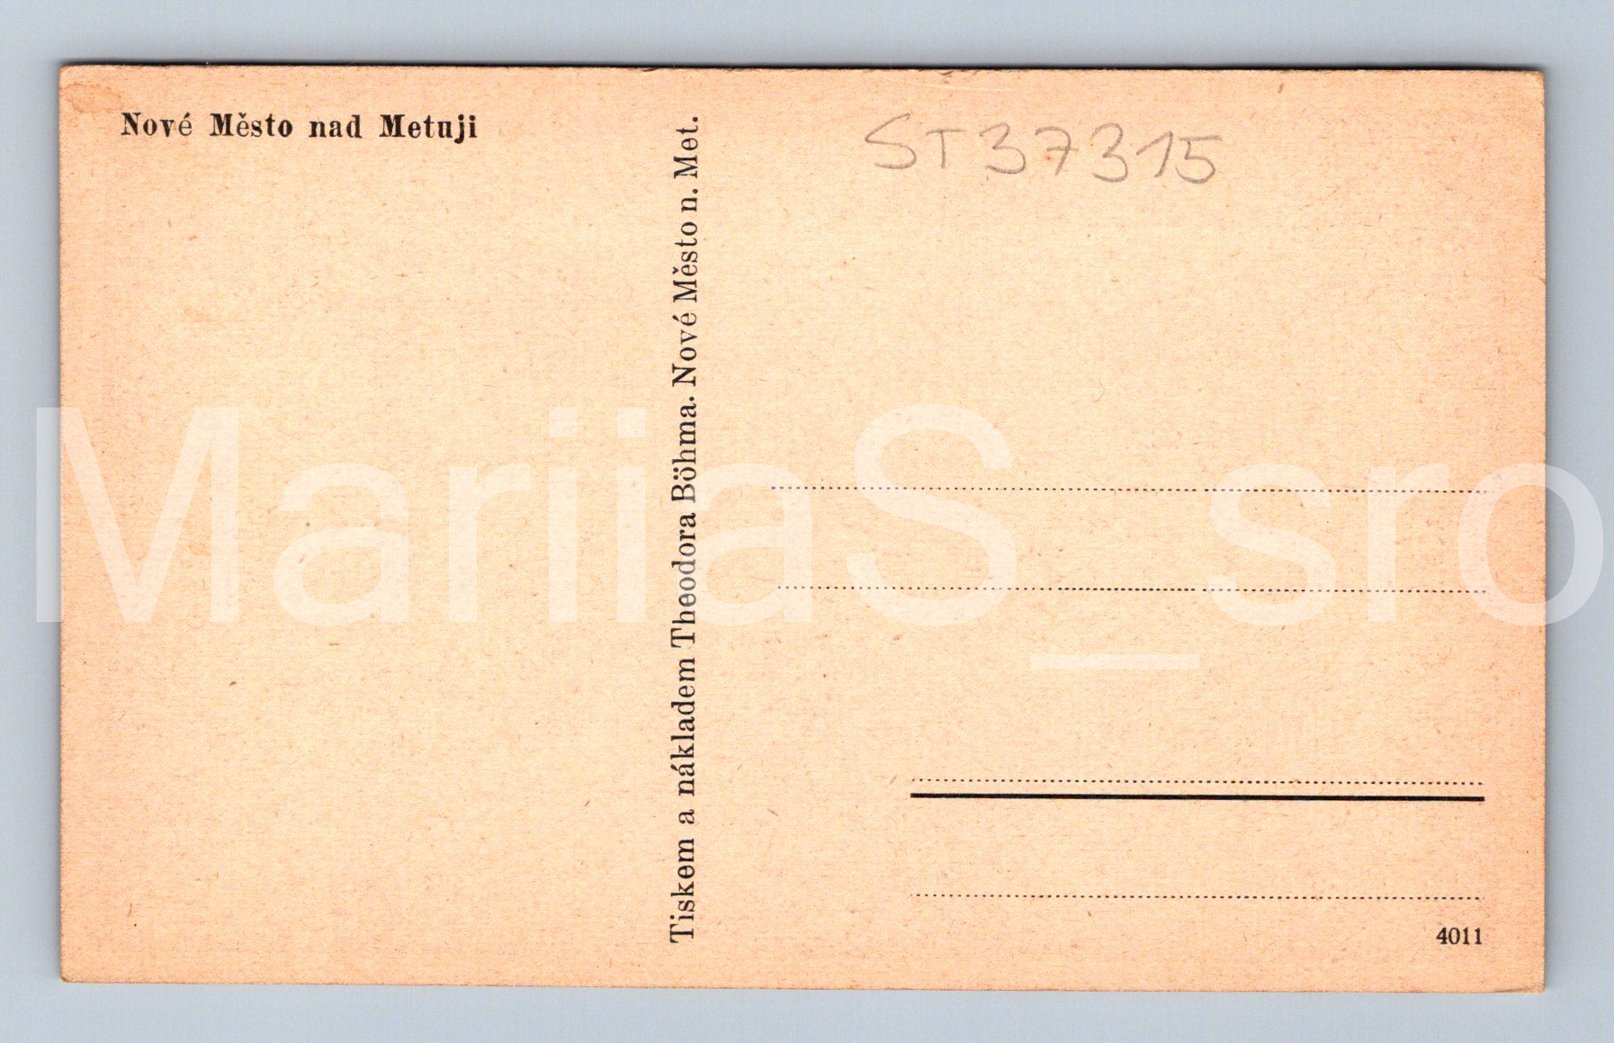 Nové Město nad Metuji
Tiskem a nákladem Theodora Böhma. Nové Město n. Met.
ST37315
MariiaS_sro
4011